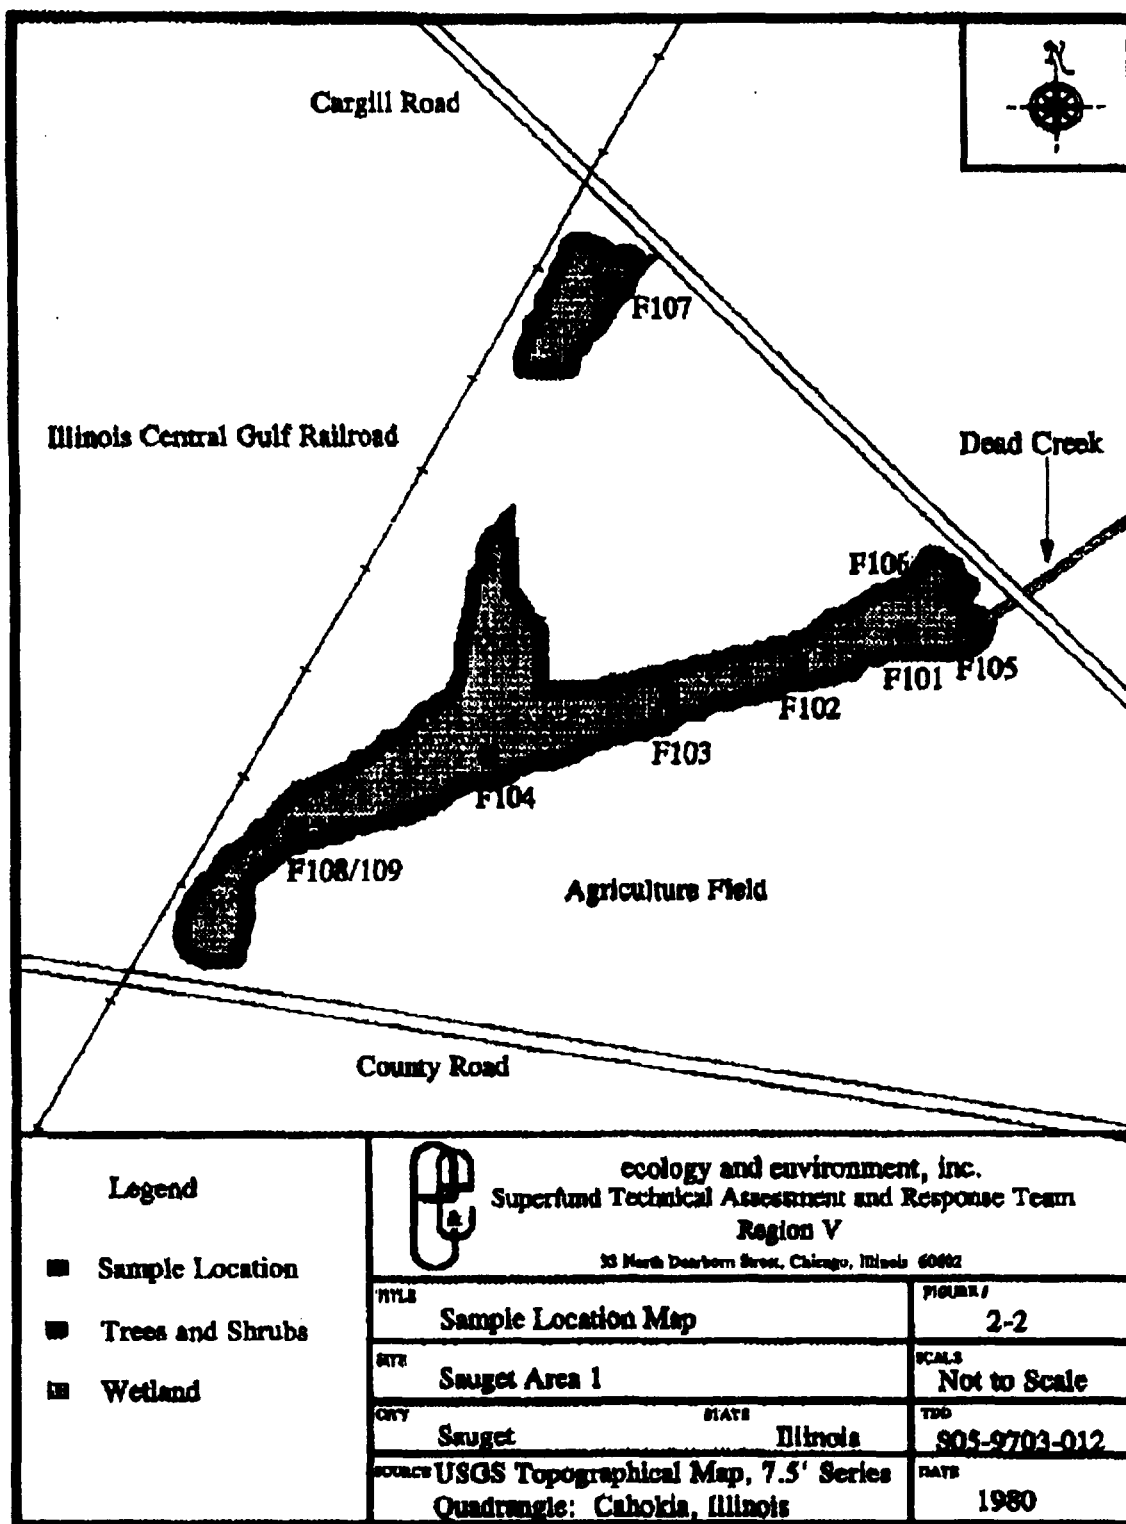 N
Cargill Road
F107
Illinois Central Gulf Railroad
Dead Creek
F106
F101
F105
F102
F103
F104
F108/109
Agriculture Field
County Road
Legend
Sample Location
Trees and Shrubs
Wetland
&
ecology and environment, inc.
Superfund Technical Assessment and Response Team
Region V
33 North Dearborn Street, Chicago, Illinois 60602
TITLE
Sample Location Map
FIGURE #
2-2
SITE
Sauget Area 1
SCALE
Not to Scale
CITY
Sauget
STATE
Illinois
TDD
S05-9703-012
SOURCE USGS Topographical Map, 7.5' Series
Quadrangle: Cahokia, Illinois
DATE
1980